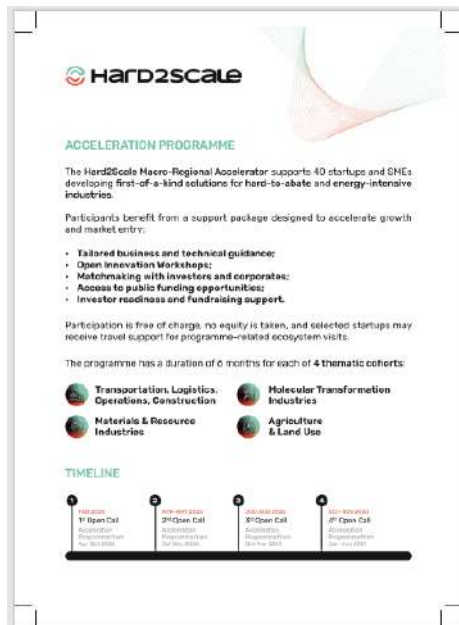 HARD2SCALE
ACCELERATION PROGRAMME
The Hard2Scale Macro-Regional Accelerator supports 40 startups and SMEs
developing first-of-a-kind solutions for hard-to-abate and energy-intensive
industries.
Participants benefit from a support package designed to accelerate growth
and market entry:
• Tailored business and technical guidance;
• Open Innovation Workshops;
• Matchmaking with investors and corporates;
• Access to public funding opportunities;
• Investor readiness and fundraising support.
Participation is free of charge, no equity is taken, and selected startups may
receive travel support for programme-related ecosystem visits.
The programme has a duration of 6 months for each of 4 thematic cohorts:
Transportation, Logistics,
Operations, Construction
Molecular Transformation
Industries
Materials & Resource
Industries
Agriculture
& Land Use
TIMELINE
1
1st Open Call
Acceleration
2
2nd Open Call
Acceleration
3
3rd Open Call
Acceleration
4
4th Open Call
Acceleration